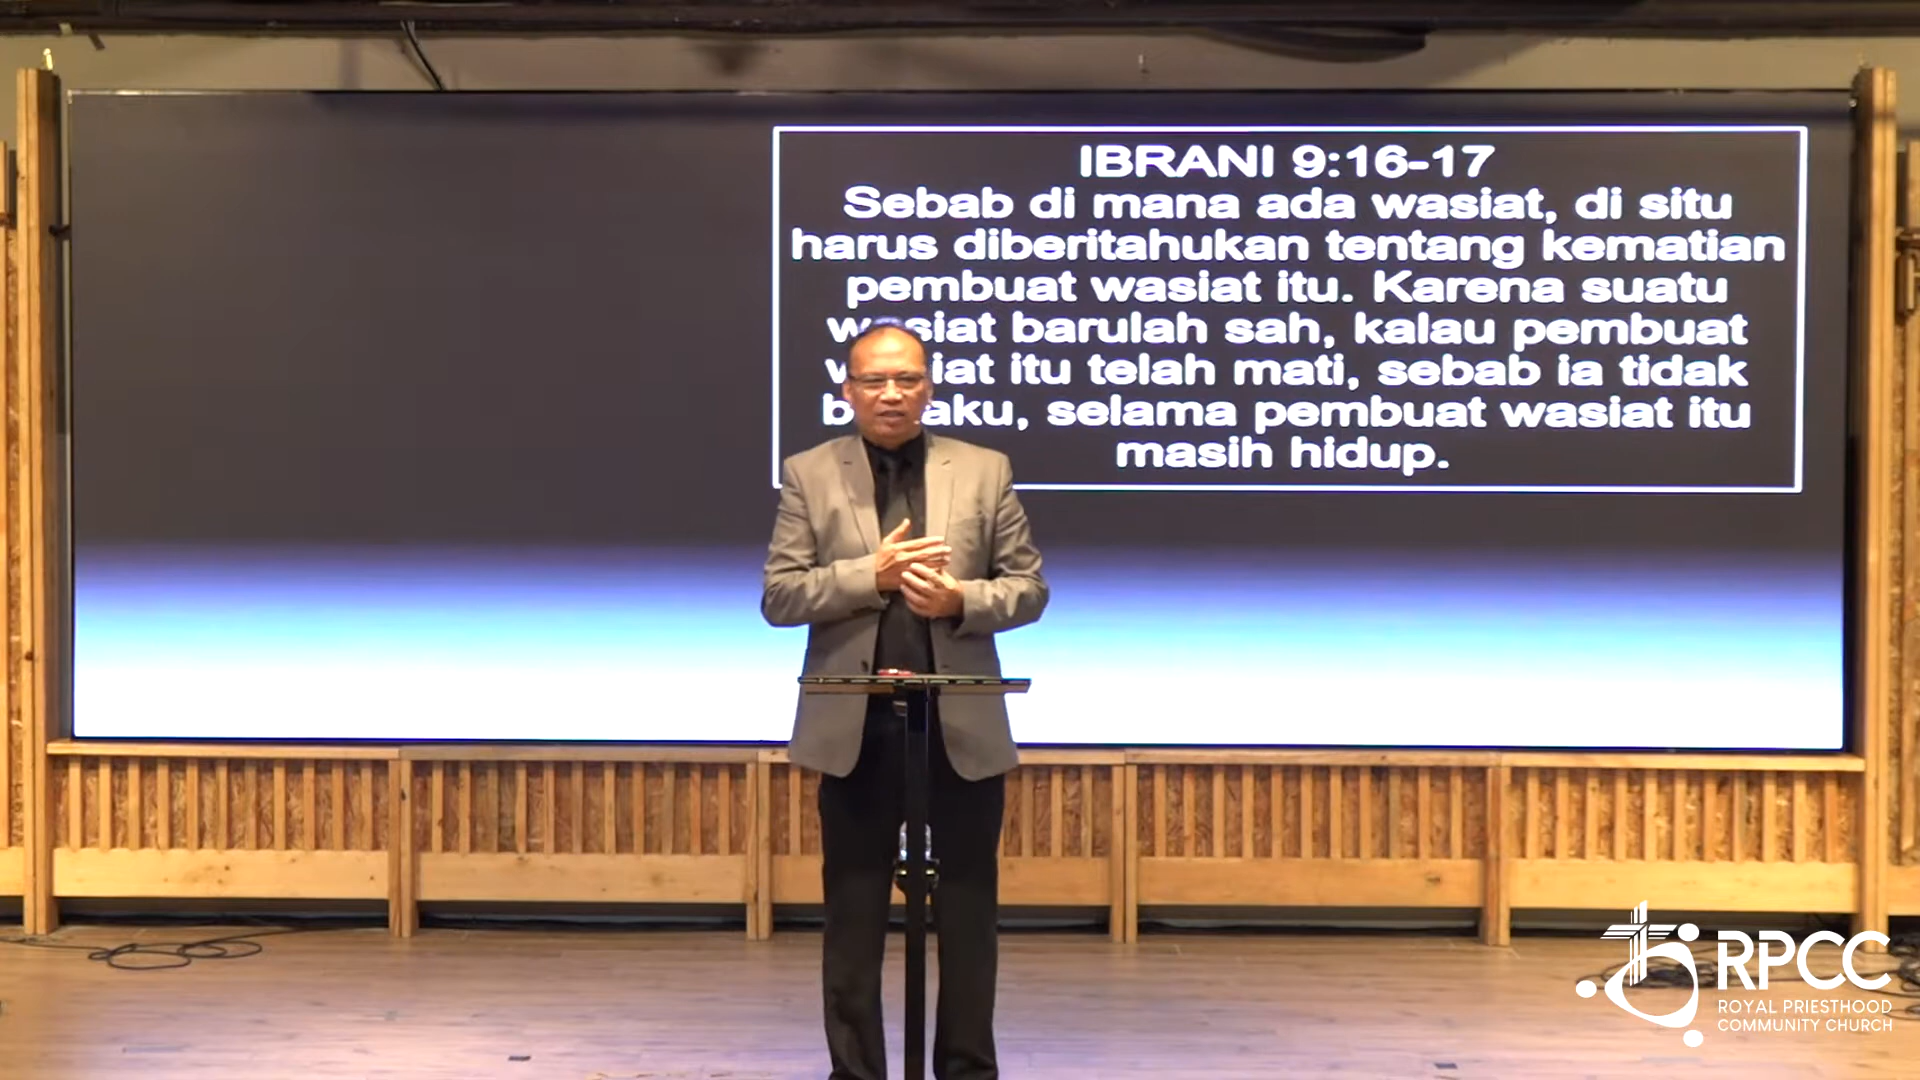 IBRANI 9:16-17
Sebab di mana ada wasiat, di situ
harus diberitahukan tentang kematian
pembuat wasiat itu. Karena suatu
barulah sah, kalau pembuat
itu telah mati, sebab ia tidak
selama pembuat wasiat itu
masih hidup.
RPCC
ROYAL PRIESTHOOD
COMMUNITY CHURCH